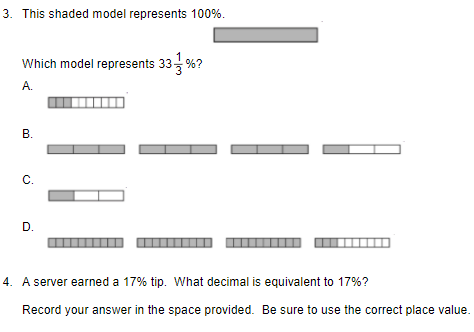 3. This shaded model represents 100%.
Which model represents 33 1/3 %?
A.
B.
C.
D.
4. A server earned a 17% tip. What decimal is equivalent to 17%?
Record your answer in the space provided. Be sure to use the correct place value.